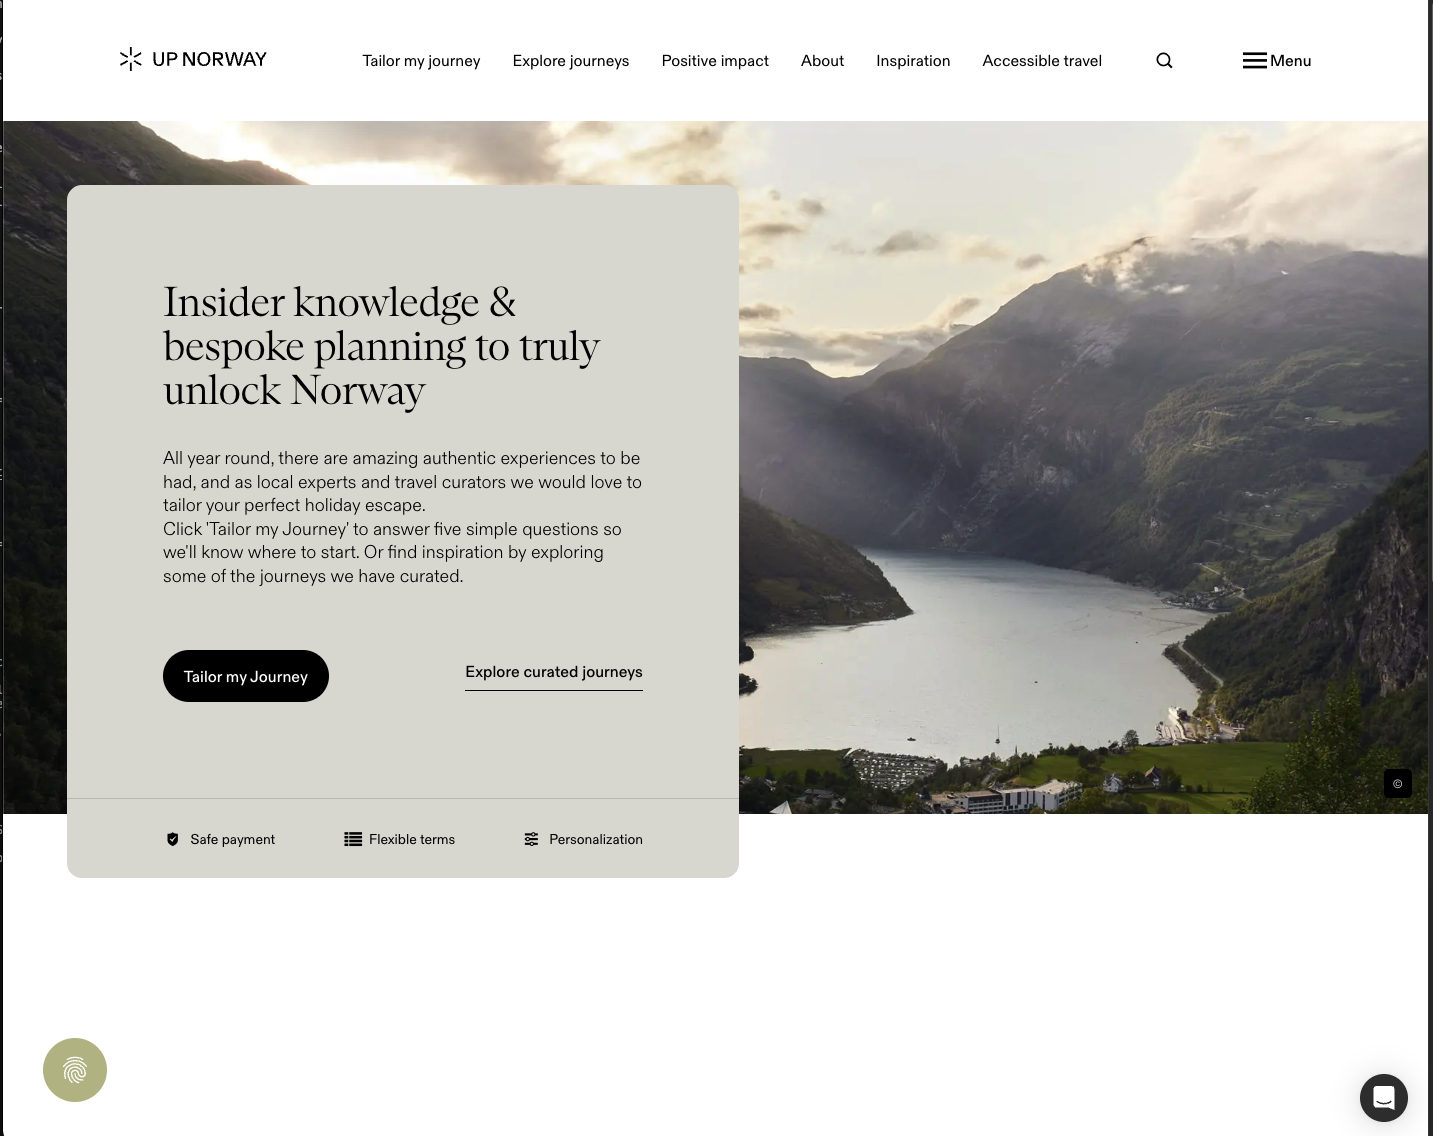 UP NORWAY
Tailor my journey
Explore journeys
Positive impact
About
Inspiration
Accessible travel
Menu
Insider knowledge &
bespoke planning to truly
unlock Norway
All year round, there are amazing authentic experiences to be
had, and as local experts and travel curators we would love to
tailor your perfect holiday escape.
Click 'Tailor my Journey' to answer five simple questions so
we'll know where to start. Or find inspiration by exploring
some of the journeys we have curated.
Tailor my Journey
Explore curated journeys
Safe payment
Flexible terms
Personalization
©